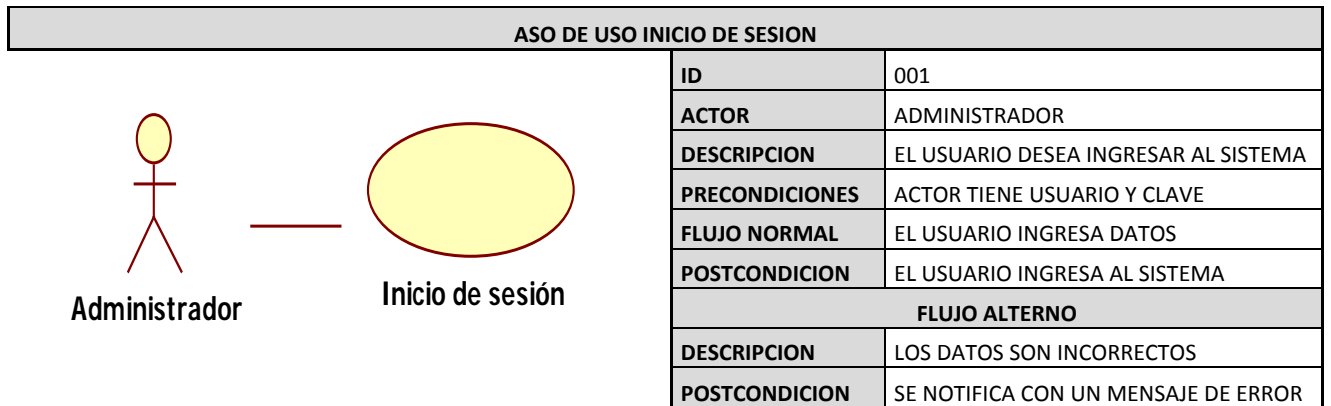 ASO DE USO INICIO DE SESION
ID 001
ACTOR ADMINISTRADOR
DESCRIPCION EL USUARIO DESEA INGRESAR AL SISTEMA
PRECONDICIONES ACTOR TIENE USUARIO Y CLAVE
FLUJO NORMAL EL USUARIO INGRESA DATOS
POSTCONDICION EL USUARIO INGRESA AL SISTEMA
FLUJO ALTERNO
DESCRIPCION LOS DATOS SON INCORRECTOS
POSTCONDICION SE NOTIFICA CON UN MENSAJE DE ERROR
Administrador
Inicio de sesión